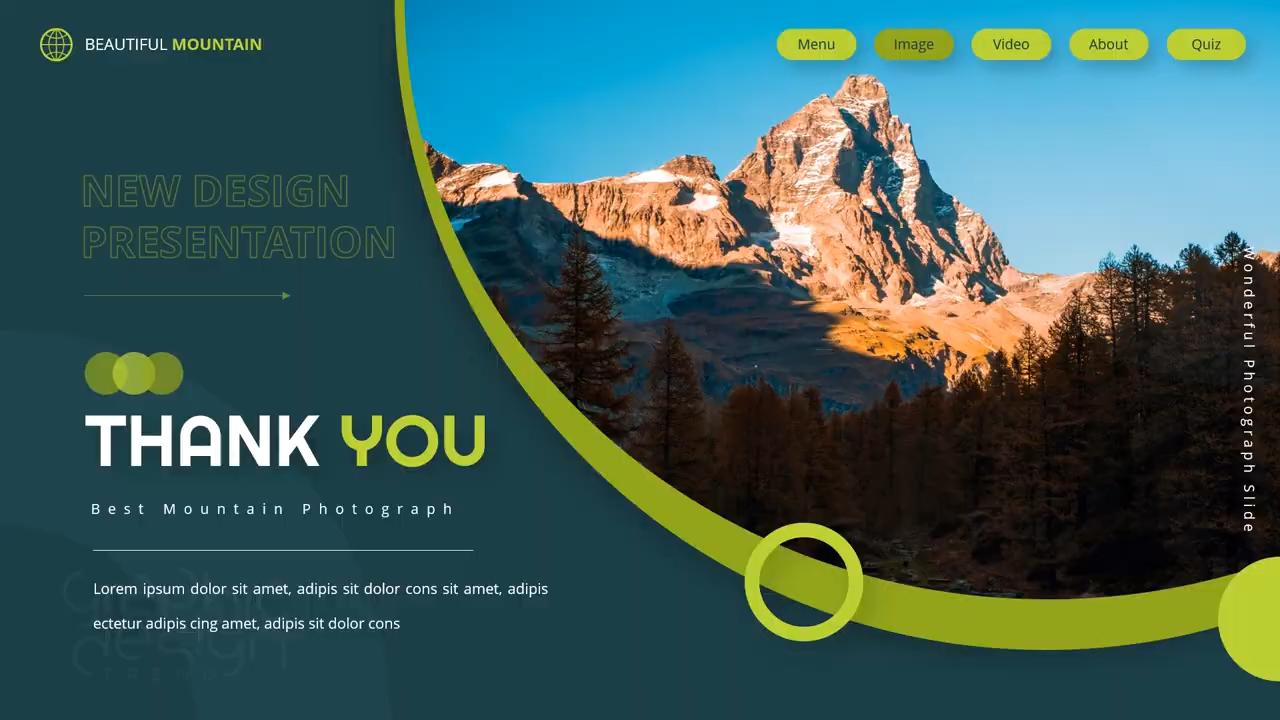 BEAUTIFUL MOUNTAIN
Menu
Image
Video
About
Quiz
NEW DESIGN
PRESENTATION
THANK YOU
Best Mountain Photograph
Lorem ipsum dolor sit amet, adipis sit dolor cons sit amet, adipis
ectetur adipis cing amet, adipis sit dolor cons
Wonderful Photograph Slide